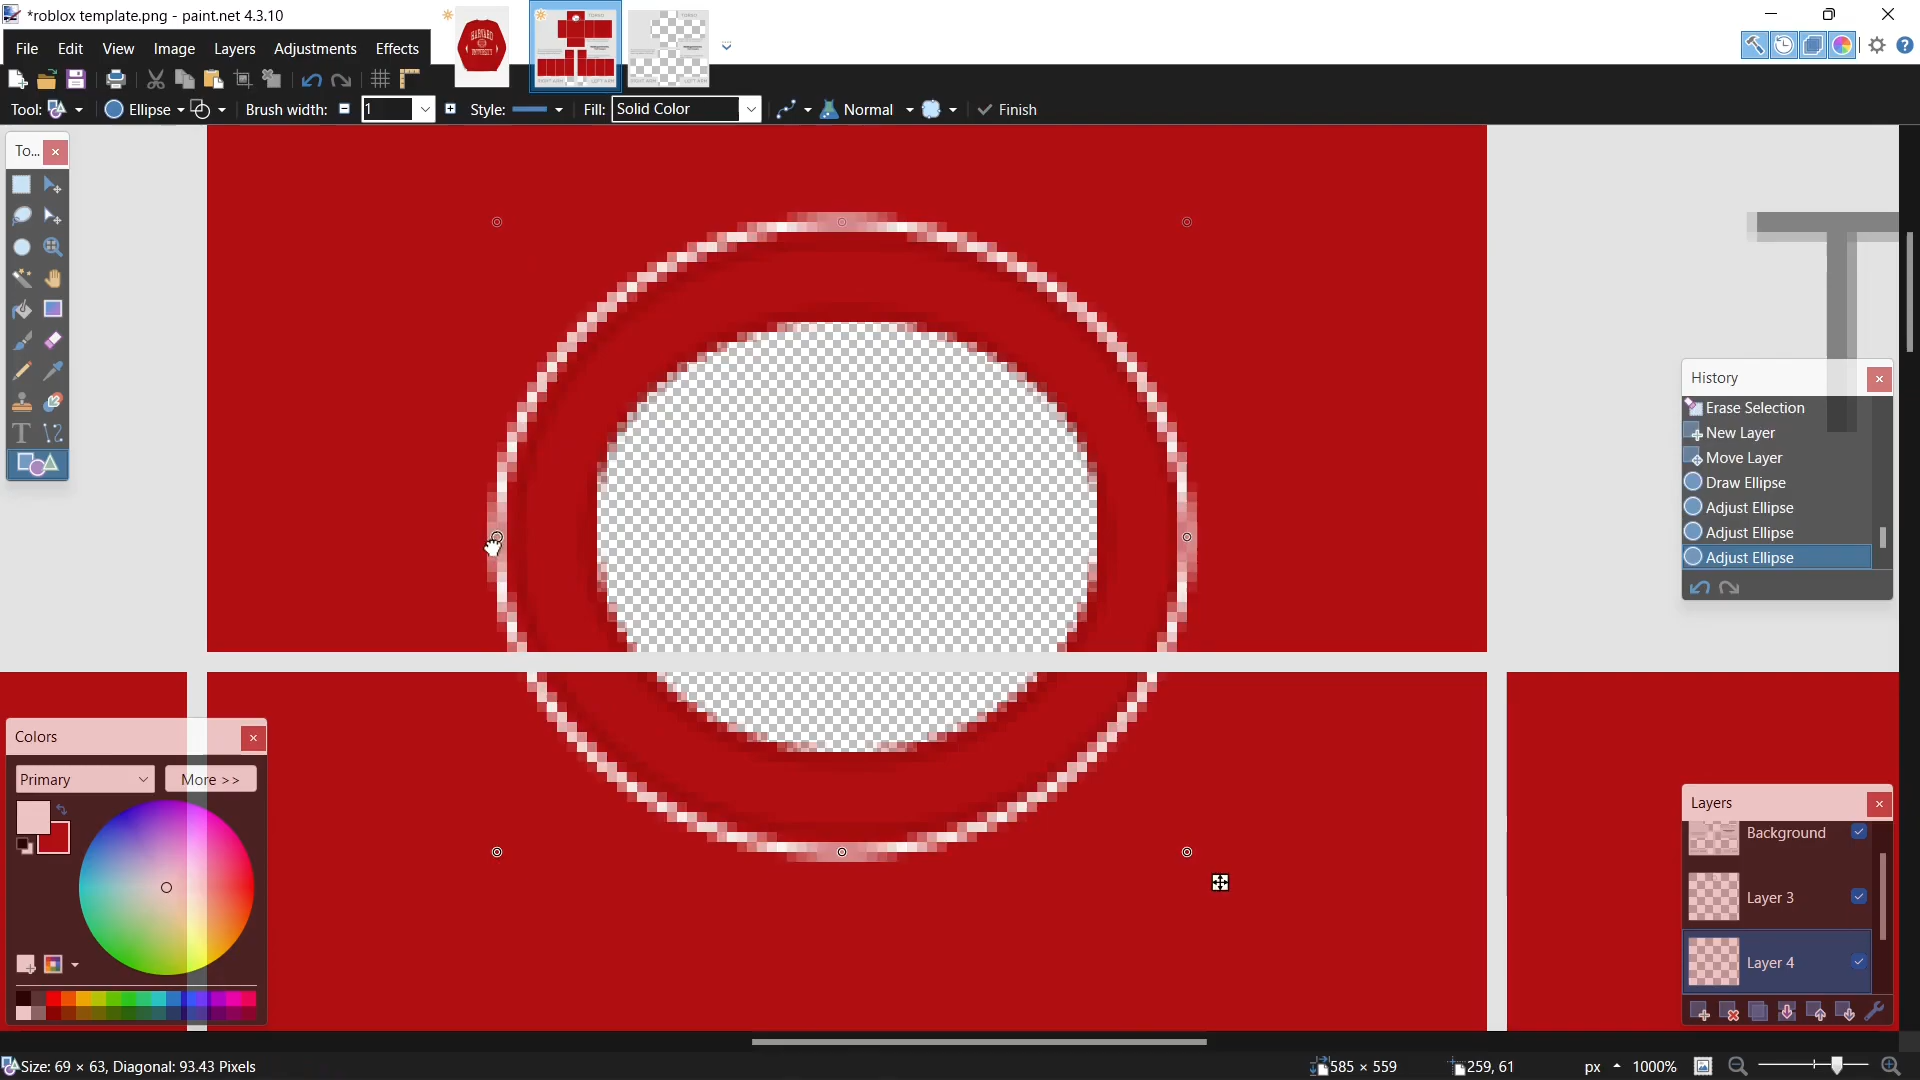 *roblox template.png - paint.net 4.3.10
HARVARD
UNIVERSITY
File Edit View Image Layers Adjustments Effects
Tool: Ellipse Brush width: 1 Style: Fill: Solid Color Normal Finish
To...
T
History
Erase Selection
New Layer
Move Layer
Draw Ellipse
Adjust Ellipse
Adjust Ellipse
Adjust Ellipse
Colors
Primary More >>
Layers
Background
Layer 3
Layer 4
Size: 69 × 63, Diagonal: 93.43 Pixels 585 × 559 259, 61 px 1000%